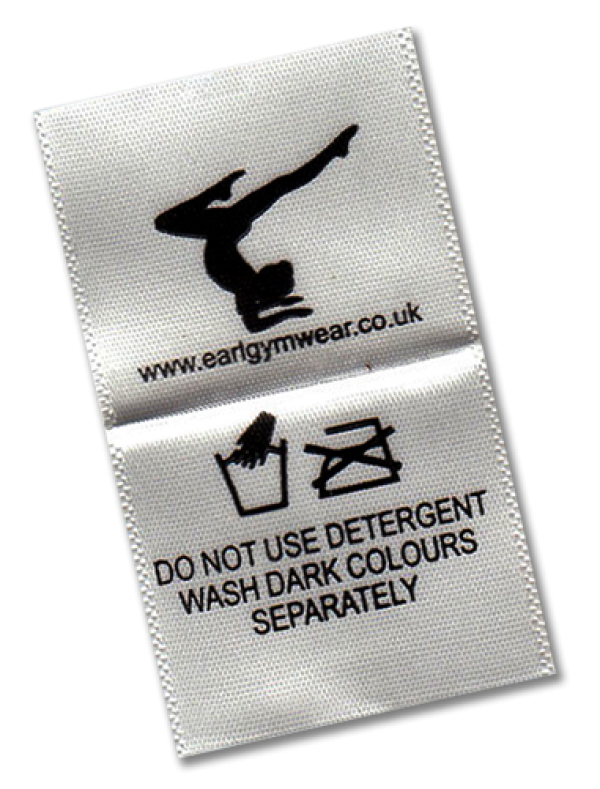 www.earlgymwear.co.uk
DO NOT USE DETERGENT
WASH DARK COLOURS
SEPARATELY